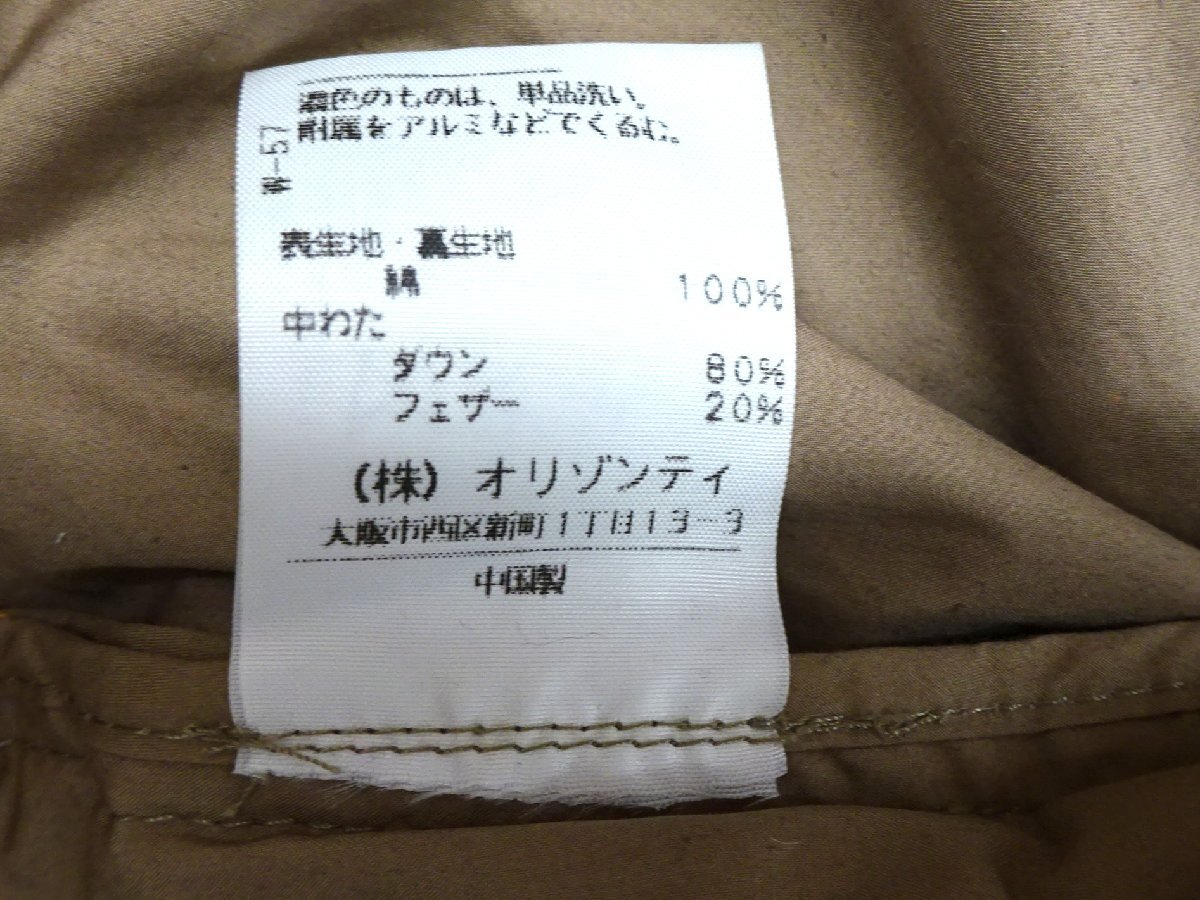 濃色のものは、単品洗い。
附属をアルミなどでくるむ。
W-57
表生地・裏生地
綿 100%
中わた
ダウン 80%
フェザー 20%
(株) オリゾンティ
大阪市西区新町1丁目13-3
中国製